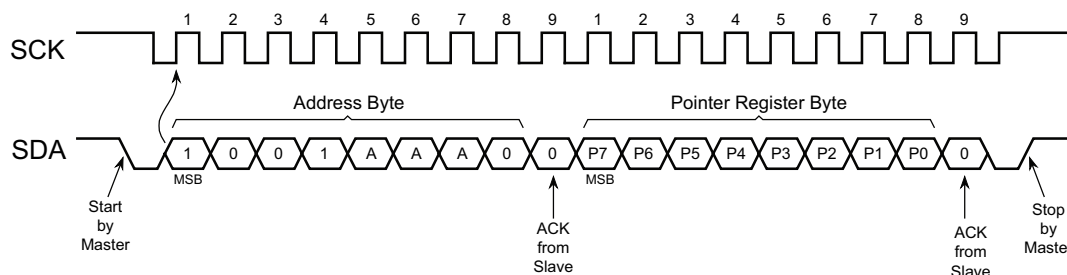 1 2 3 4 5 6 7 8 9 1 2 3 4 5 6 7 8 9
SCK
Address Byte Pointer Register Byte
SDA
1 0 0 1 A A A 0 0 P7 P6 P5 P4 P3 P2 P1 P0 0
MSB MSB
Start
by
Master
ACK
from
Slave
ACK
from
Slave
Stop
by
Master